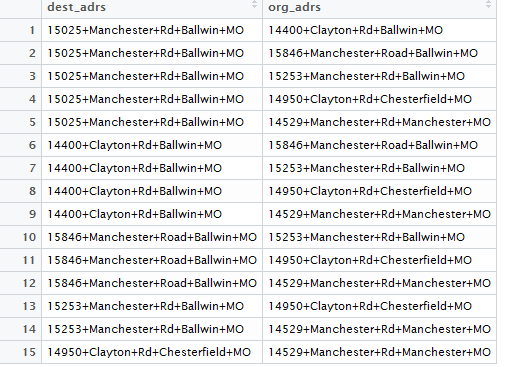 dest_adrs org_adrs
1 15025+Manchester+Rd+Ballwin+MO 14400+Clayton+Rd+Ballwin+MO
2 15025+Manchester+Rd+Ballwin+MO 15846+Manchester+Road+Ballwin+MO
3 15025+Manchester+Rd+Ballwin+MO 15253+Manchester+Rd+Ballwin+MO
4 15025+Manchester+Rd+Ballwin+MO 14950+Clayton+Rd+Chesterfield+MO
5 15025+Manchester+Rd+Ballwin+MO 14529+Manchester+Rd+Manchester+MO
6 14400+Clayton+Rd+Ballwin+MO 15846+Manchester+Road+Ballwin+MO
7 14400+Clayton+Rd+Ballwin+MO 15253+Manchester+Rd+Ballwin+MO
8 14400+Clayton+Rd+Ballwin+MO 14950+Clayton+Rd+Chesterfield+MO
9 14400+Clayton+Rd+Ballwin+MO 14529+Manchester+Rd+Manchester+MO
10 15846+Manchester+Road+Ballwin+MO 15253+Manchester+Rd+Ballwin+MO
11 15846+Manchester+Road+Ballwin+MO 14950+Clayton+Rd+Chesterfield+MO
12 15846+Manchester+Road+Ballwin+MO 14529+Manchester+Rd+Manchester+MO
13 15253+Manchester+Rd+Ballwin+MO 14950+Clayton+Rd+Chesterfield+MO
14 15253+Manchester+Rd+Ballwin+MO 14529+Manchester+Rd+Manchester+MO
15 14950+Clayton+Rd+Chesterfield+MO 14529+Manchester+Rd+Manchester+MO